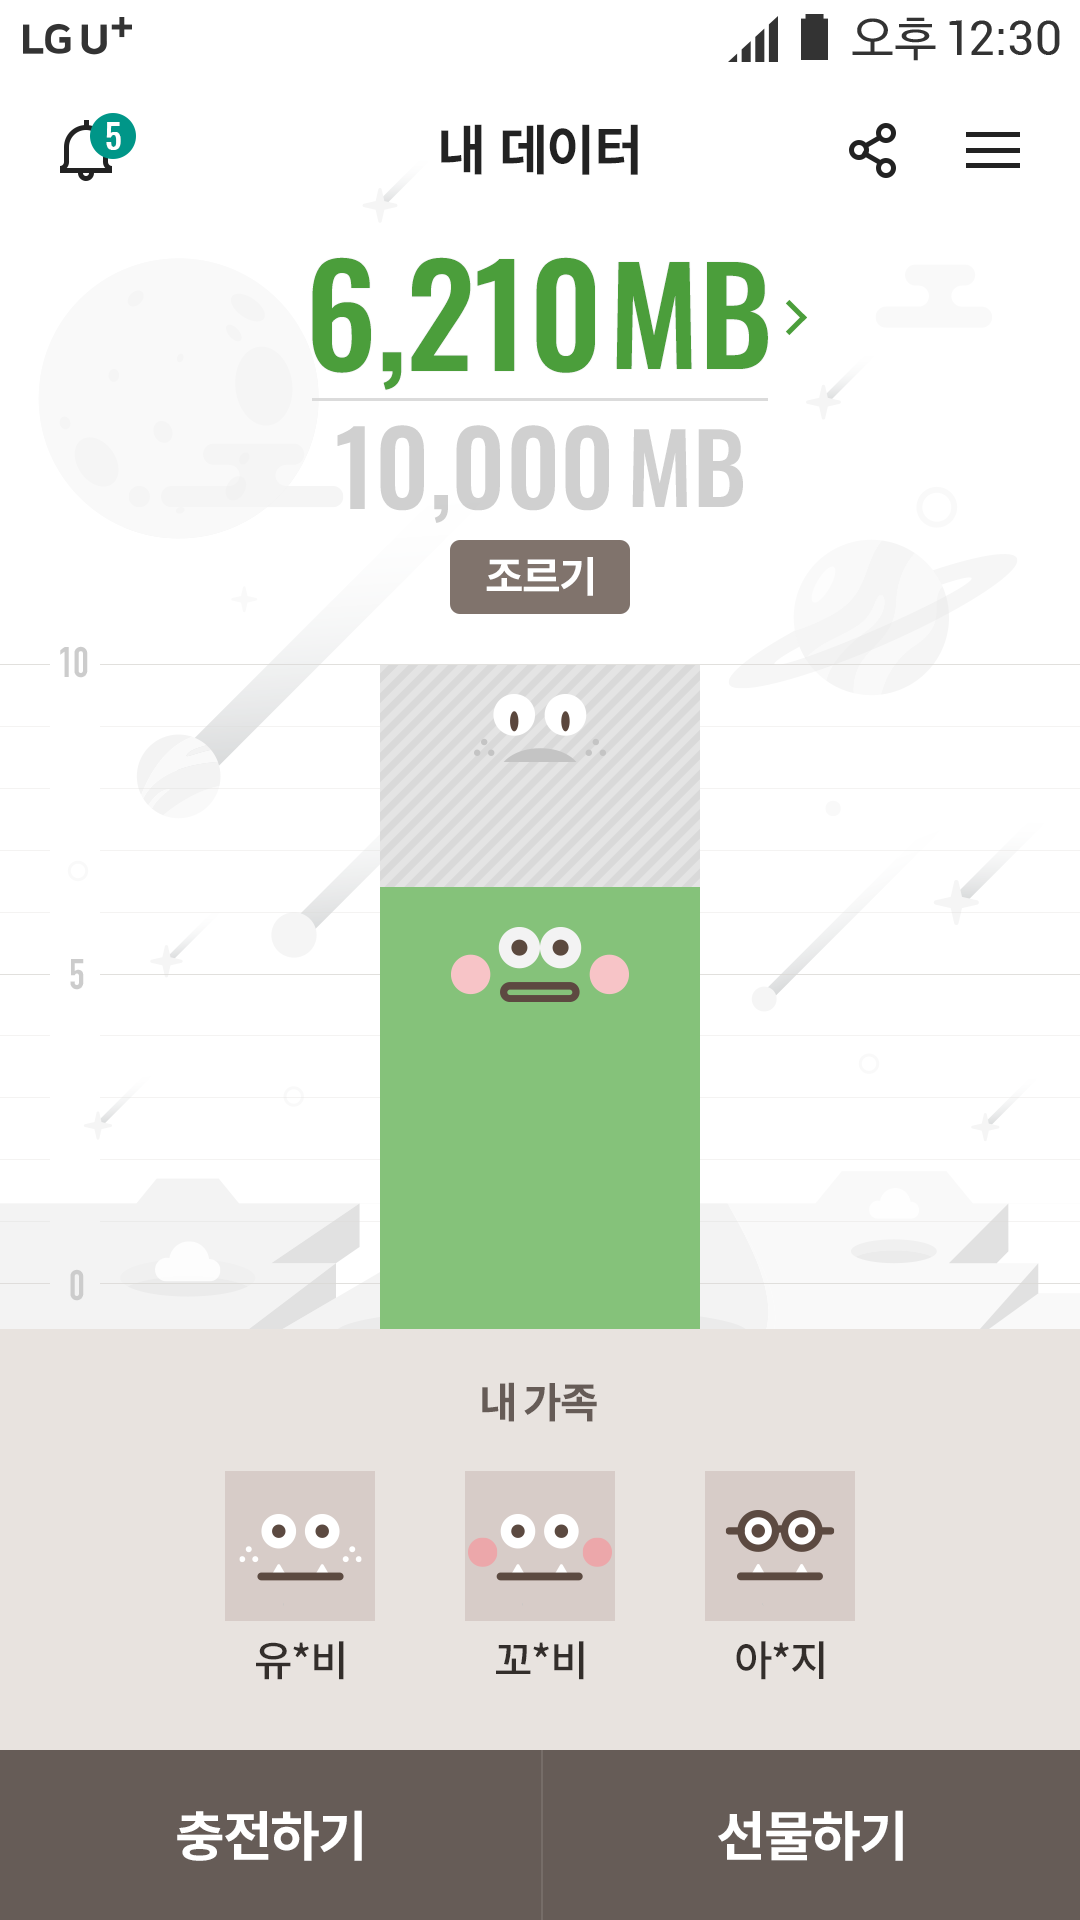 LG U+ 오후 12:30
5 내 데이터
6,210 MB
10,000 MB
조르기
10
5
0
내 가족
유*비 꼬*비 아*지
충전하기 선물하기